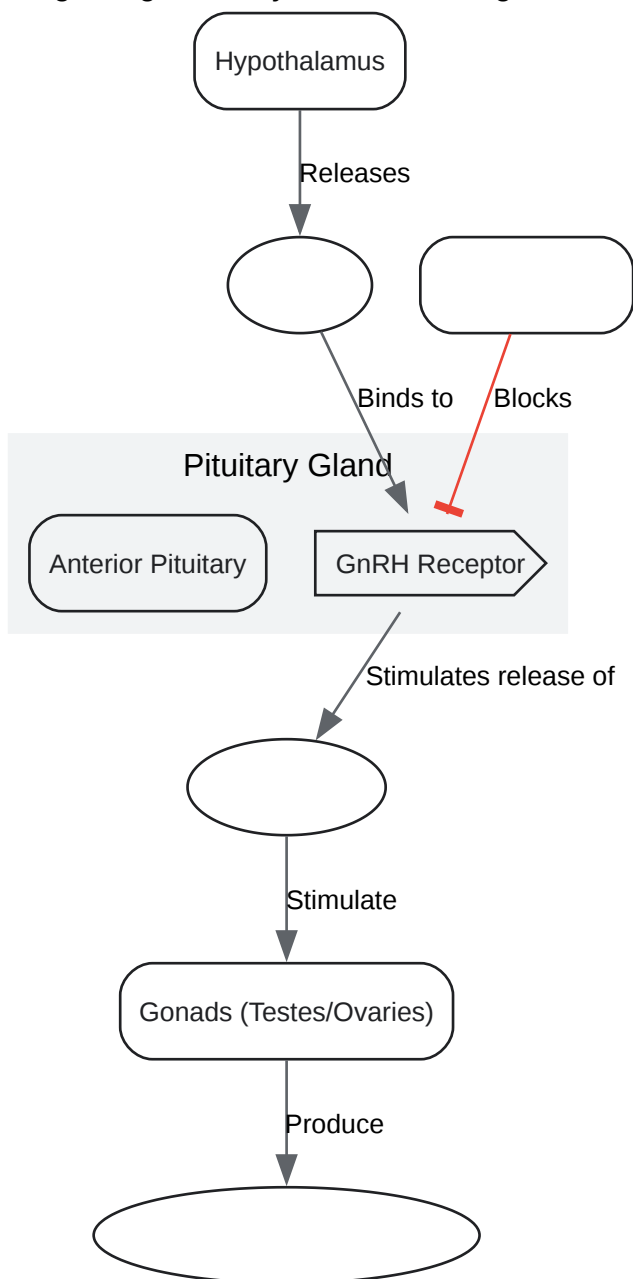 Hypothalamus
Releases
Binds to
Blocks
Pituitary Gland
Anterior Pituitary
GnRH Receptor
Stimulates release of
Stimulate
Gonads (Testes/Ovaries)
Produce